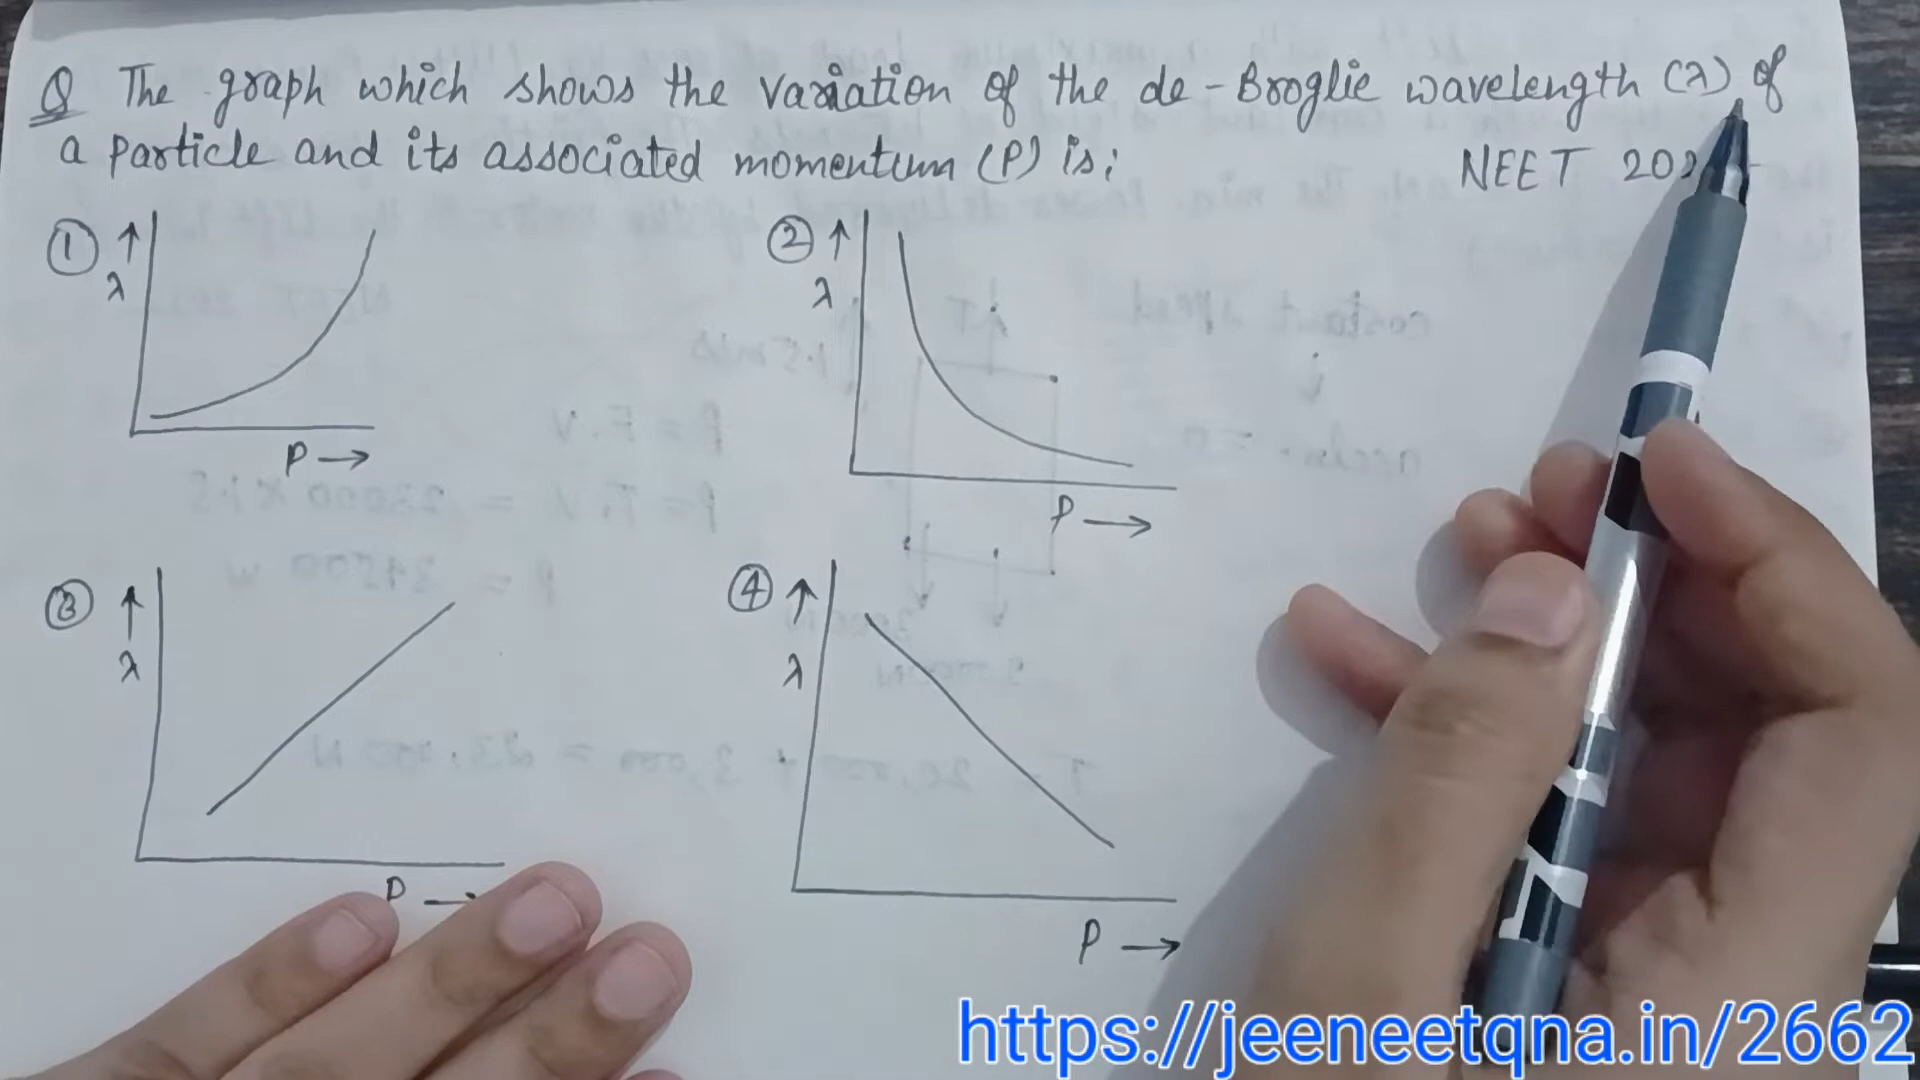 Q The graph which shows the variation of the de-Broglie wavelength (λ) of
a particle and its associated momentum (P) is:
NEET
① ↑ λ P →
② ↑ λ P →
③ ↑ λ P →
④ ↑ λ P →
https://jeeneetqna.in/2662